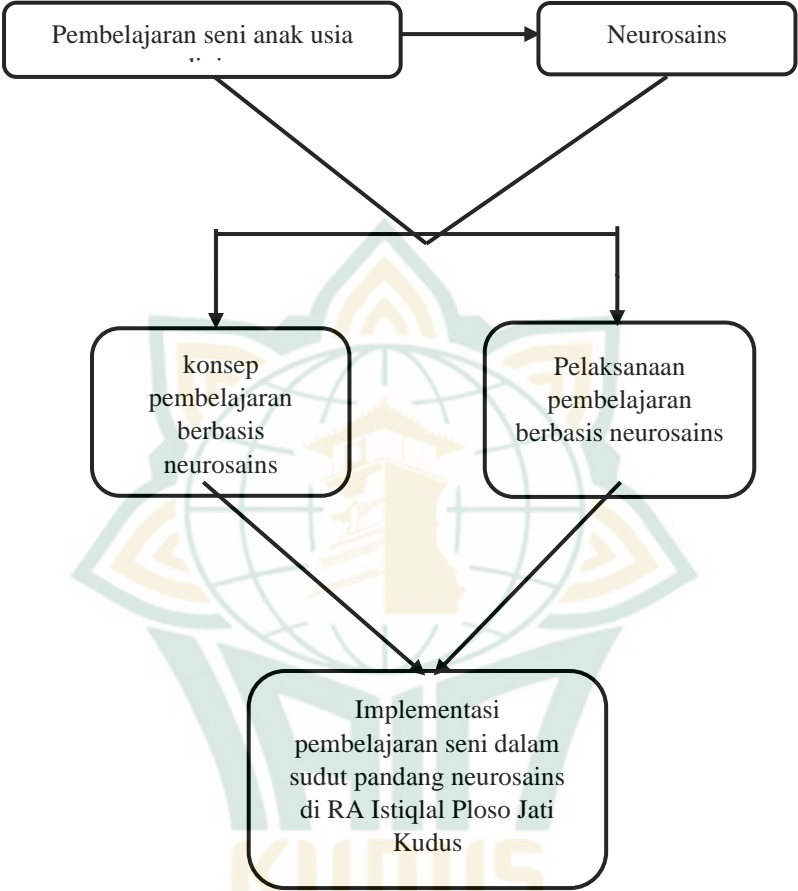 Pembelajaran seni anak usia
Neurosains
konsep
pembelajaran
berbasis
neurosains
Pelaksanaan
pembelajaran
berbasis neurosains
Implementasi
pembelajaran seni dalam
sudut pandang neurosains
di RA Istiqlal Ploso Jati
Kudus
KUDUS